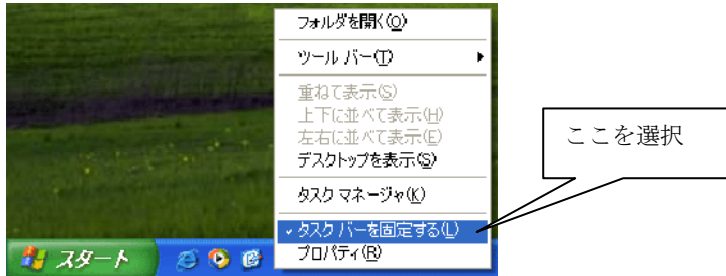 フォルダを開く(O)
ツール バー(T)
重ねて表示(S)
上下に並べて表示(H)
左右に並べて表示(E)
デスクトップを表示(S)
タスク マネージャ(K)
タスク バーを固定する(L)
プロパティ(R)
ここを選択
スタート